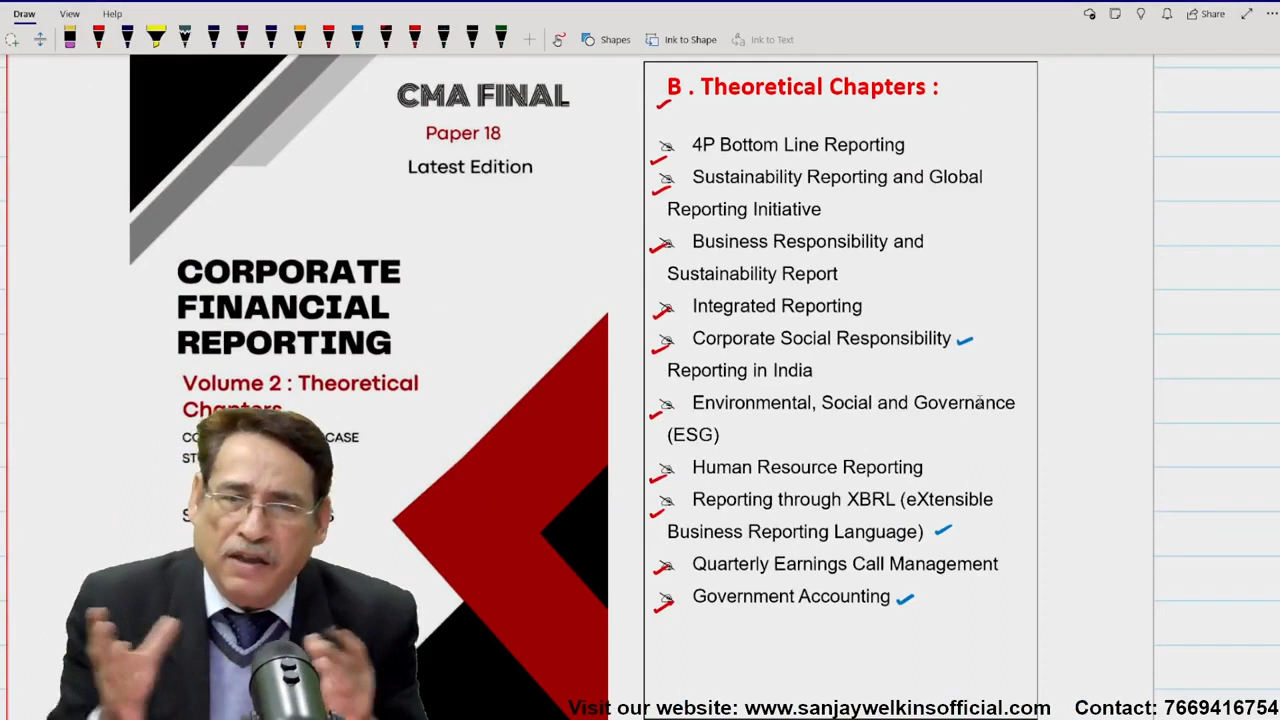 Draw View Help
Share
Shapes Ink to Shape Ink to Text
CMA FINAL
Paper 18
Latest Edition
CORPORATE
FINANCIAL
REPORTING
Volume 2 : Theoretical
Chapters
CASE
B . Theoretical Chapters :
4P Bottom Line Reporting
Sustainability Reporting and Global
Reporting Initiative
Business Responsibility and
Sustainability Report
Integrated Reporting
Corporate Social Responsibility
Reporting in India
Environmental, Social and Governance
(ESG)
Human Resource Reporting
Reporting through XBRL (eXtensible
Business Reporting Language)
Quarterly Earnings Call Management
Government Accounting
Visit our website: www.sanjaywelkinsofficial.com Contact: 7669416754